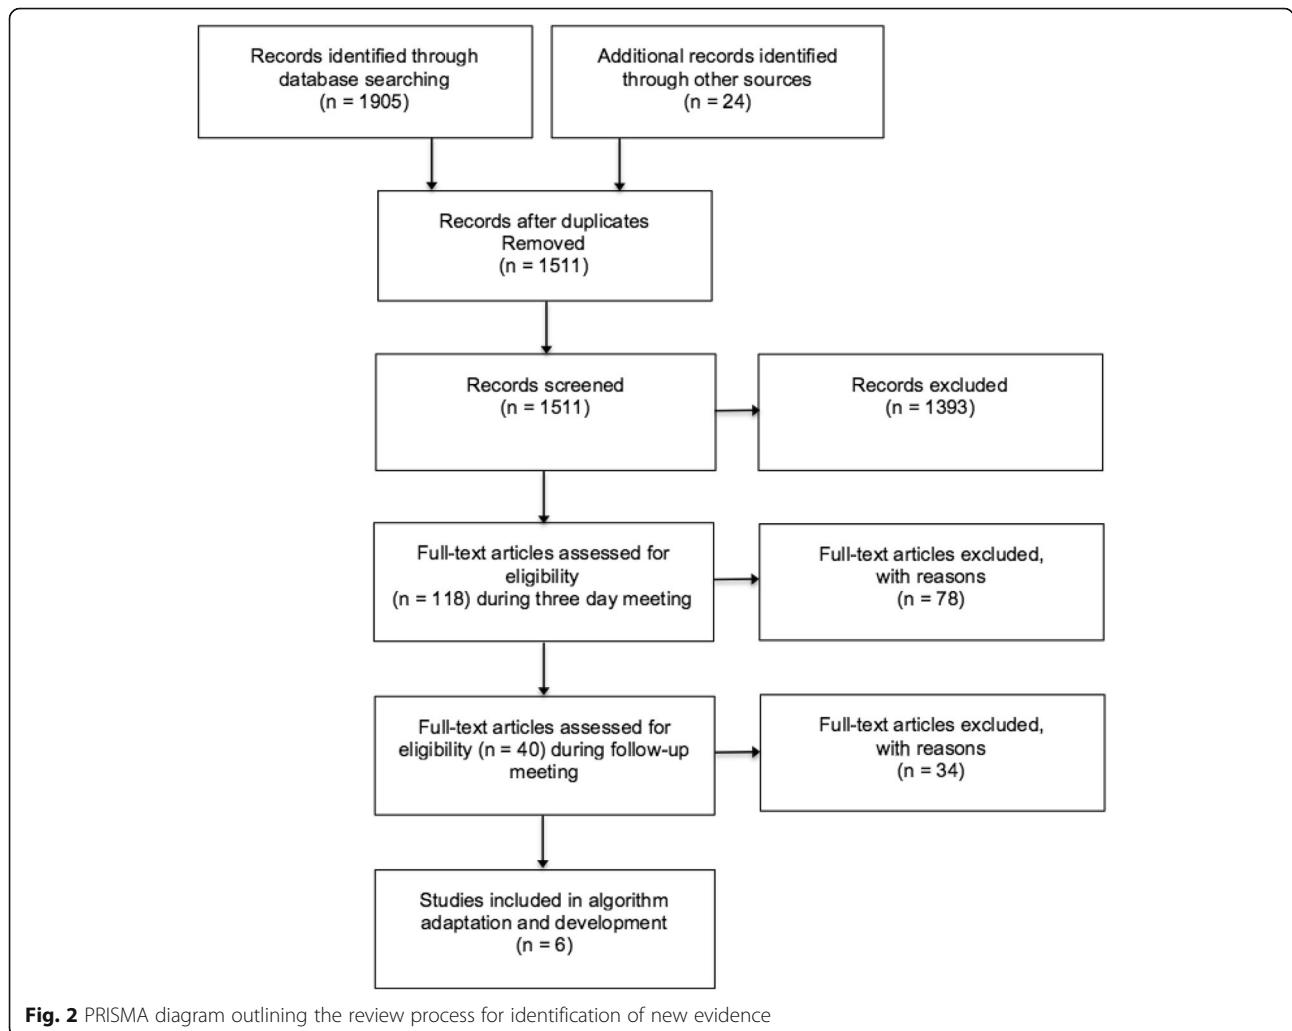 Records identified through
database searching
(n = 1905)
Additional records identified
through other sources
(n = 24)
Records after duplicates
Removed
(n = 1511)
Records screened
(n = 1511)
Records excluded
(n = 1393)
Full-text articles assessed for
eligibility
(n = 118) during three day meeting
Full-text articles excluded,
with reasons
(n = 78)
Full-text articles assessed for
eligibility (n = 40) during follow-up
meeting
Full-text articles excluded,
with reasons
(n = 34)
Studies included in algorithm
adaptation and development
(n = 6)
Fig. 2 PRISMA diagram outlining the review process for identification of new evidence